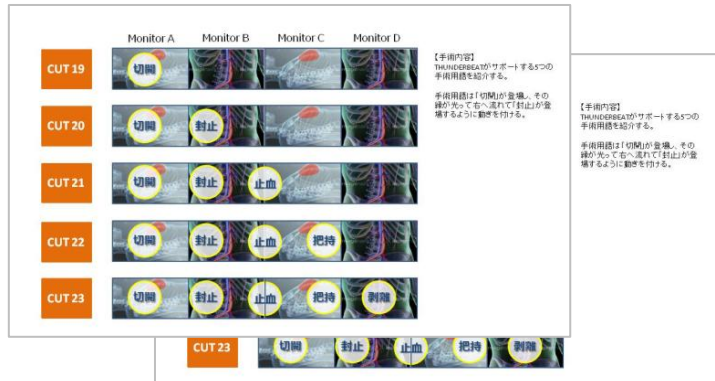 Monitor A Monitor B Monitor C Monitor D
CUT 19
切開
CUT 20
切開 封止
CUT 21
切開 封止 止血
CUT 22
切開 封止 止血 把持
CUT 23
切開 封止 止血 把持 剥離
【手術内容】
THUNDERBEATがサポートする5つの
手術用語を紹介する。
手術用語は「切開」が登場し、その
縁が光って右へ流れて「封止」が登
場するように動きを付ける。
【手術内容】
THUNDERBEATがサポートする5つの
手術用語を紹介する。
手術用語は「切開」が登場し、その
縁が光って右へ流れて「封止」が登
場するように動きを付ける。
CUT 23
切開 封止 止血 把持 剥離